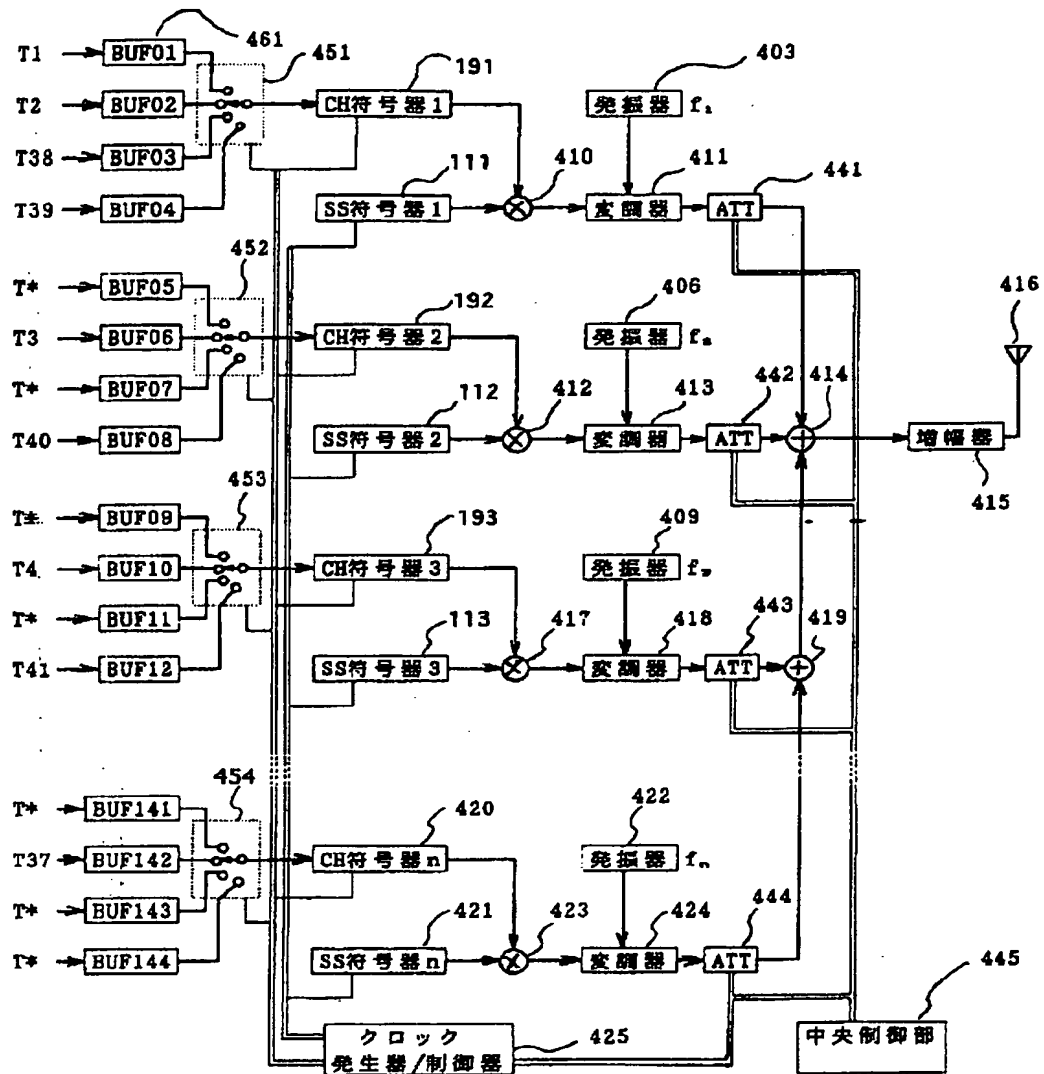 T1 BUF01 461 451 191 403
T2 BUF02 CH符号器1 発振器 f₁
T38 BUF03 111 410 411 441
T39 BUF04 SS符号器1 変調器 ATT
452 192 406 416
T* BUF05
T3 BUF06 CH符号器2 発振器
T* BUF07 112 412 413 442 414
T40 BUF08 SS符号器2 変調器 ATT 増幅器
453 193 409 415
T* BUF09
T4 BUF10 CH符号器3 発振器
T* BUF11 113 417 418 443 419
T41 BUF12 SS符号器3 変調器 ATT
454 420 422
T* BUF141
T37 BUF142 CH符号器n 発振器 fₙ
T* BUF143 421 423 424 444
T* BUF144 SS符号器n 変調器 ATT 445
クロック
発生器/制御器 425 中央制御部